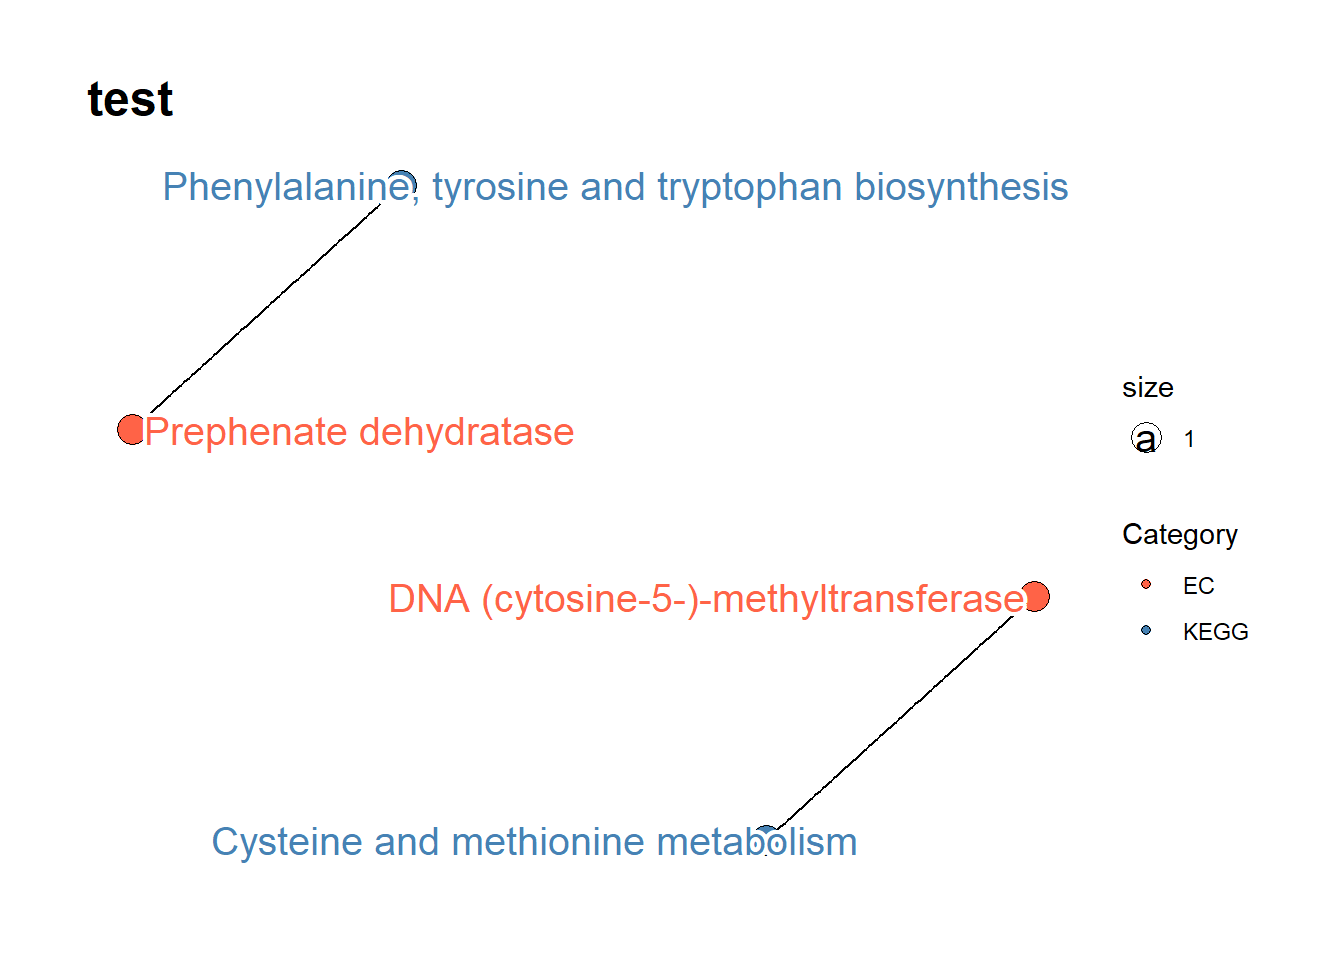 test
Phenylalanine, tyrosine and tryptophan biosynthesis
size
a 1
Prephenate dehydratase
Category
EC
DNA (cytosine-5-)-methyltransferase
KEGG
Cysteine and methionine metabolism